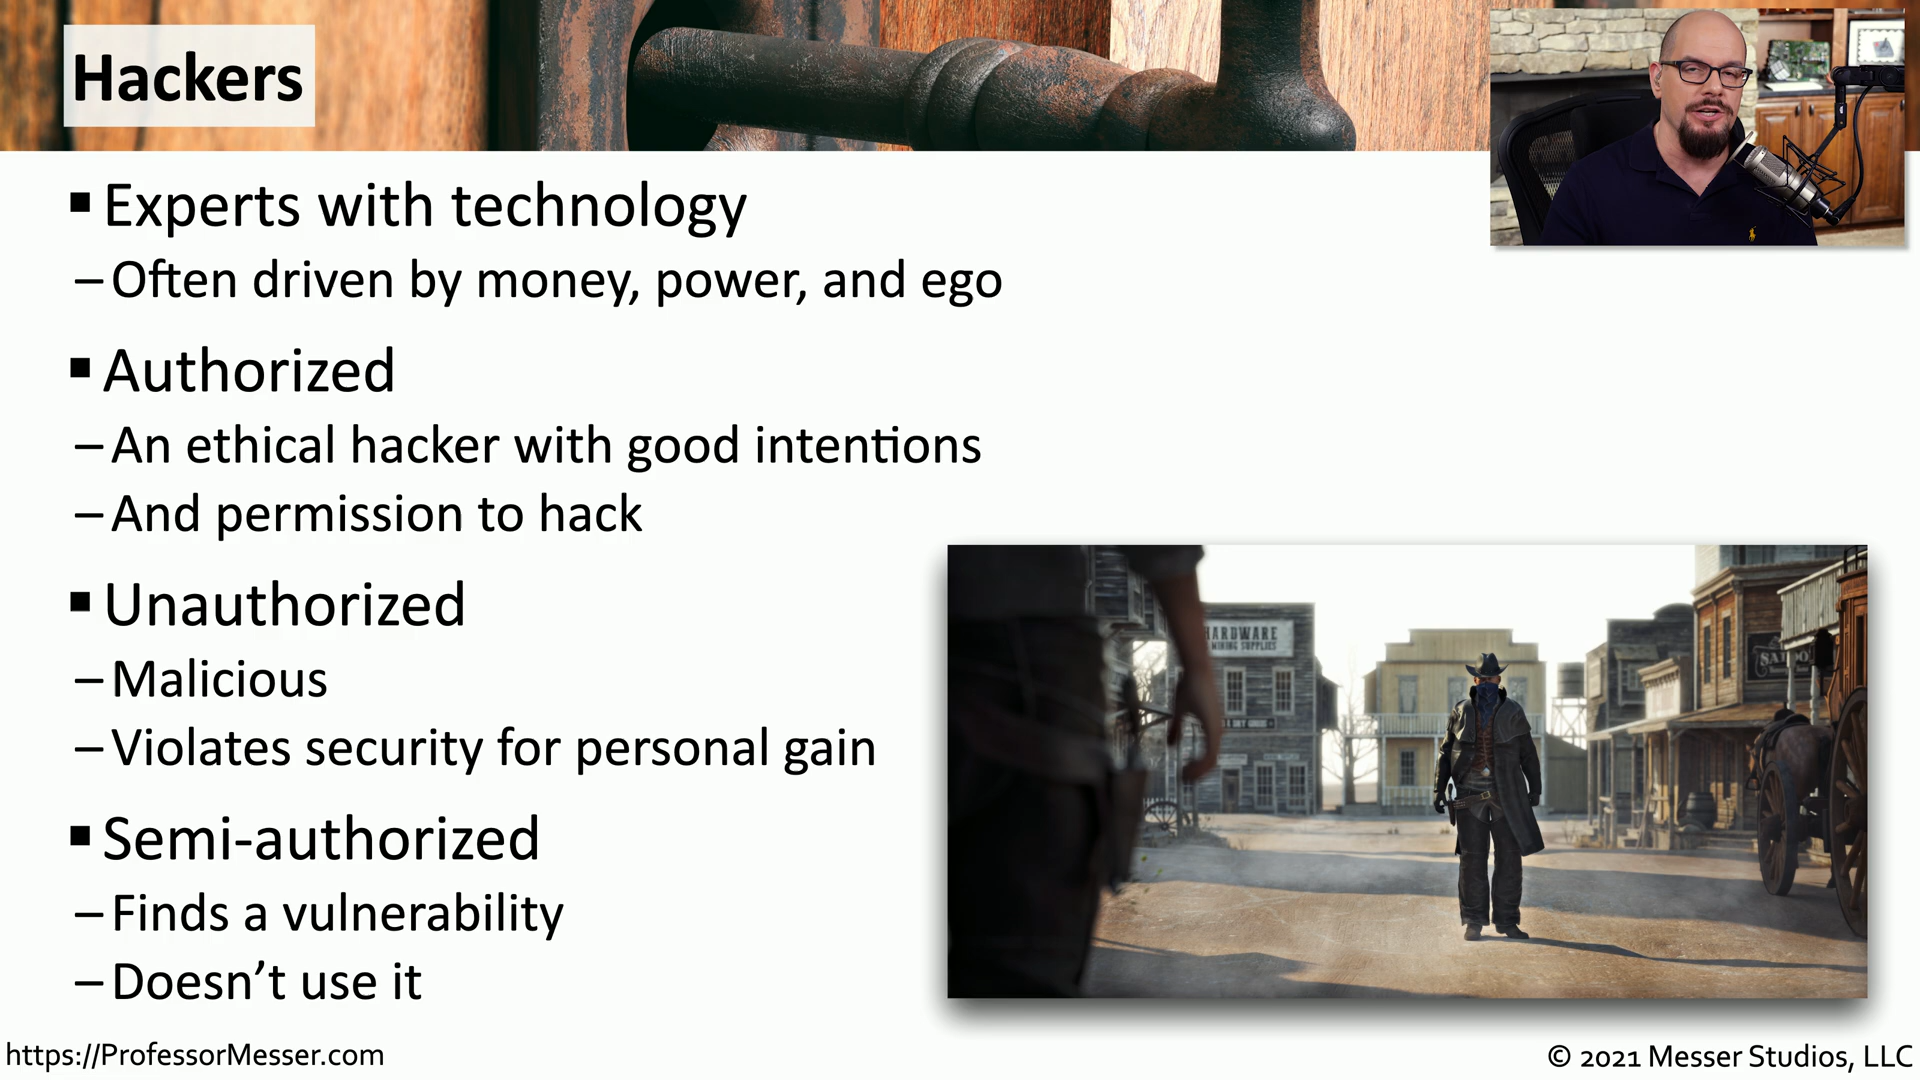 Hackers
▪ Experts with technology
– Often driven by money, power, and ego
▪ Authorized
– An ethical hacker with good intentions
– And permission to hack
▪ Unauthorized
– Malicious
– Violates security for personal gain
▪ Semi-authorized
– Finds a vulnerability
– Doesn’t use it
HARDWARE
MINING SUPPLIES
https://ProfessorMesser.com
© 2021 Messer Studios, LLC